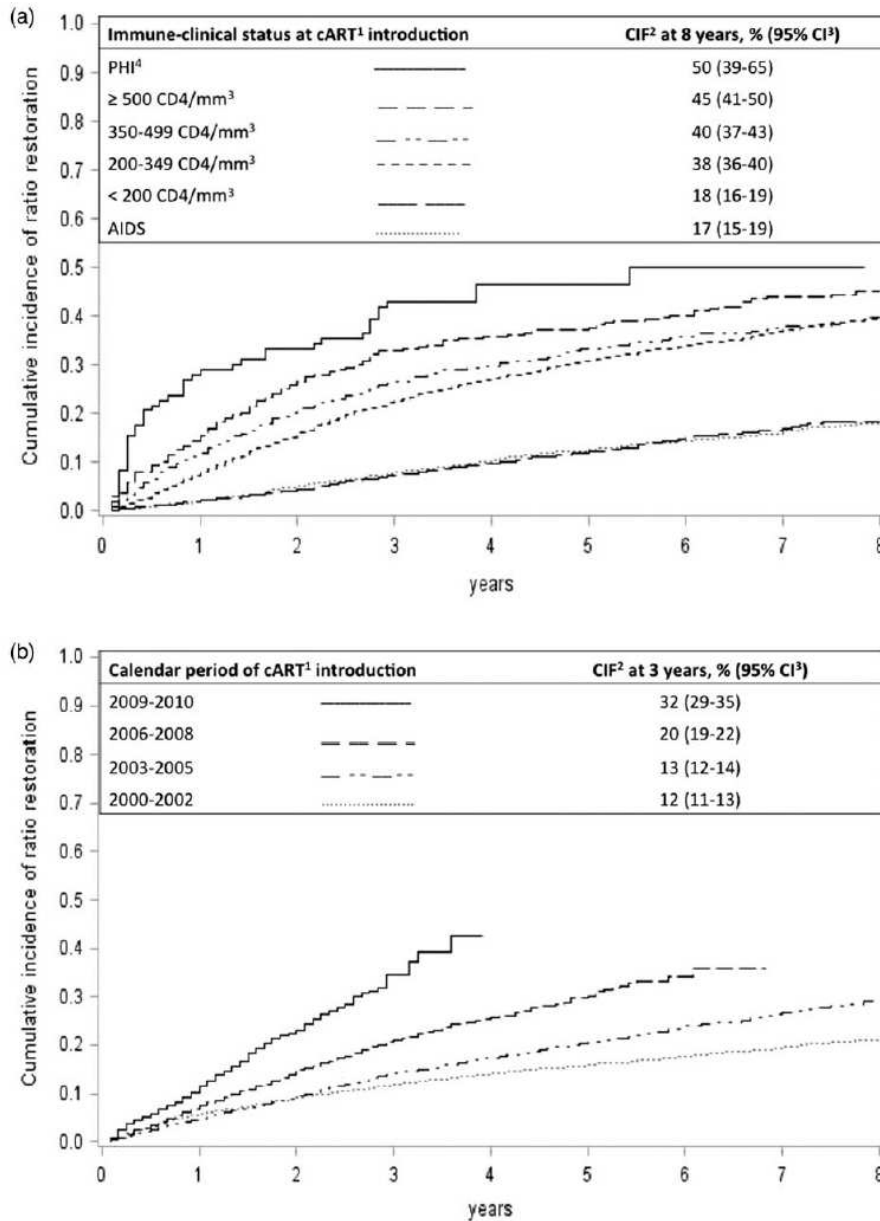 (a)
Immune-clinical status at cART¹ introduction CIF² at 8 years, % (95% CI³)
PHI⁴ 50 (39-65)
≥ 500 CD4/mm³ 45 (41-50)
350-499 CD4/mm³ 40 (37-43)
200-349 CD4/mm³ 38 (36-40)
< 200 CD4/mm³ 18 (16-19)
AIDS 17 (15-19)
Cumulative incidence of ratio restoration
1.0
0.9
0.8
0.7
0.6
0.5
0.4
0.3
0.2
0.1
0.0
0 1 2 3 4 5 6 7 8
years
(b)
Calendar period of cART¹ introduction CIF² at 3 years, % (95% CI³)
2009-2010 32 (29-35)
2006-2008 20 (19-22)
2003-2005 13 (12-14)
2000-2002 12 (11-13)
Cumulative incidence of ratio restoration
1.0
0.9
0.8
0.7
0.6
0.5
0.4
0.3
0.2
0.1
0.0
0 1 2 3 4 5 6 7 8
years